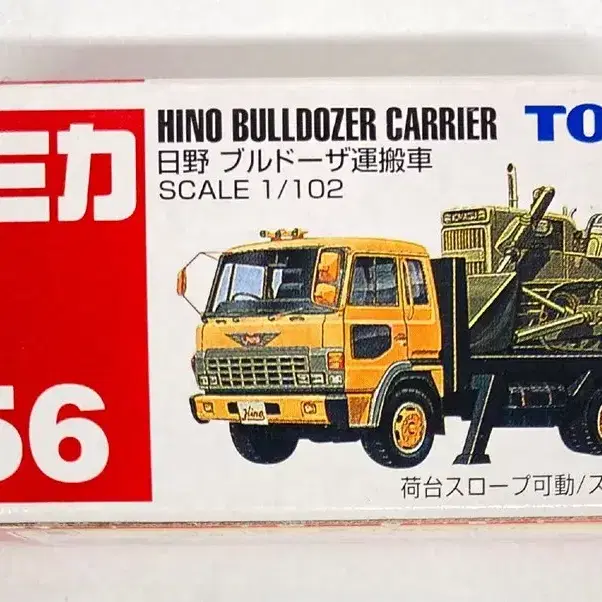 ミカ
56
HINO BULLDOZER CARRIER
TO
日野 ブルドーザ運搬車
SCALE 1/102
Hino
荷台スロープ可動/ス